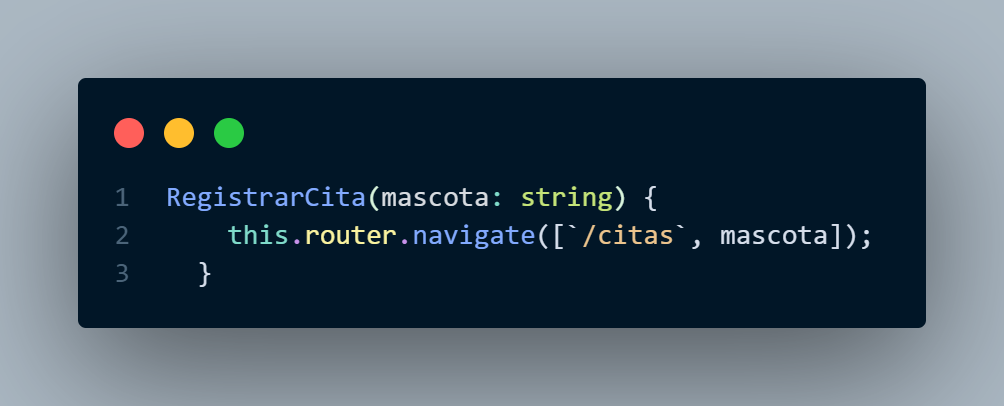 1 RegistrarCita(mascota: string) {
2 this.router.navigate([`/citas`, mascota]);
3 }